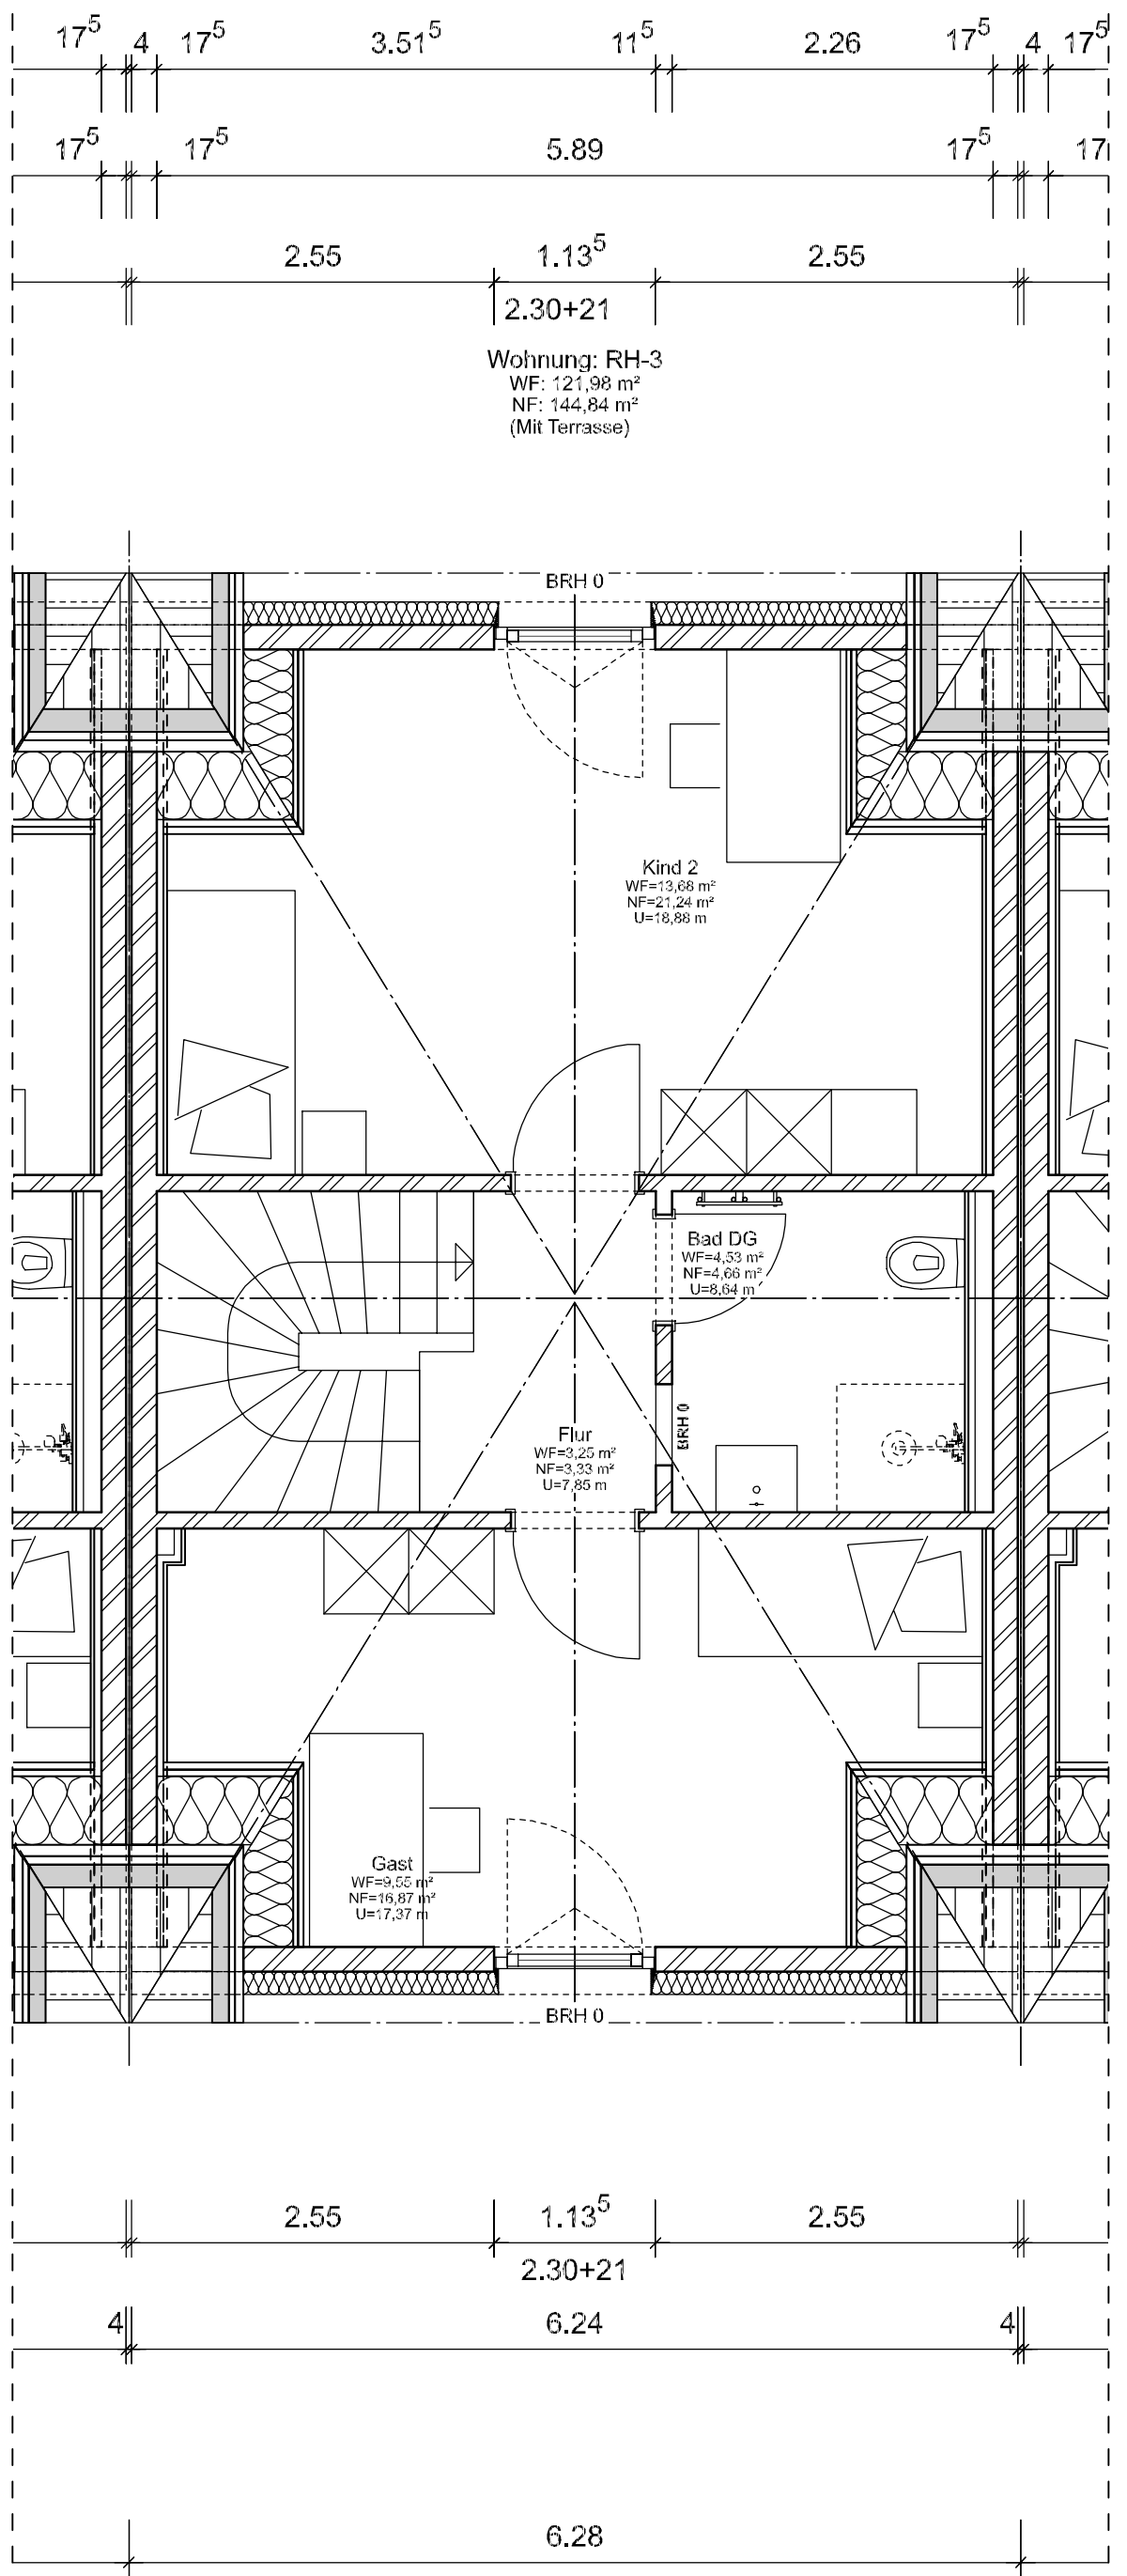 17⁵ 4 17⁵ 3.51⁵ 11⁵ 2.26 17⁵ 4 17⁵
17⁵ 17⁵ 5.89 17⁵ 17
2.55 1.13⁵ 2.55
2.30+21
Wohnung: RH-3
WF: 121,98 m²
NF: 144,84 m²
(Mit Terrasse)
BRH 0
Kind 2
WF=13,68 m²
NF=21,24 m²
U=18,88 m
Bad DG
WF=4,53 m²
NF=4,66 m²
U=8,64 m
BRH 0
Flur
WF=3,25 m²
NF=3,33 m²
U=7,85 m
Gast
WF=9,55 m²
NF=16,87 m²
U=17,37 m
BRH 0
2.55 1.13⁵ 2.55
2.30+21
4 6.24 4
6.28